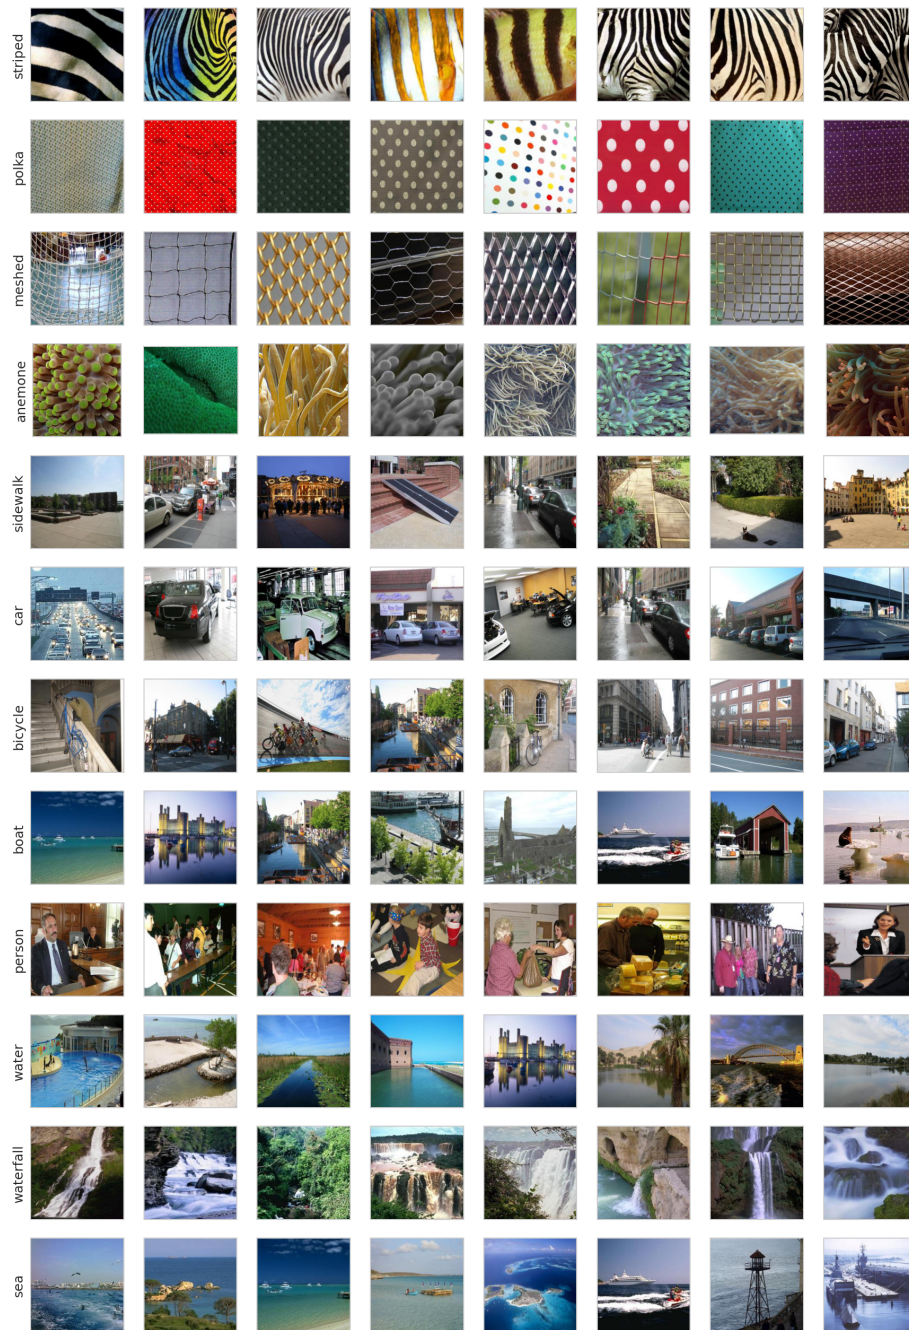 striped
polka
meshed
anemone
sidewalk
car
bicycle
boat
person
water
waterfall
sea